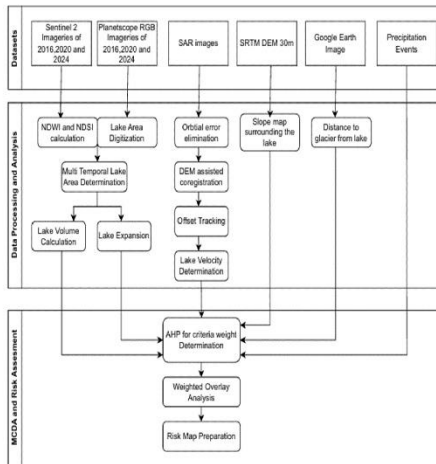 Datasets
Sentinel 2
Imageries of
2016,2020 and
2024
Planetscope RGB
Imageries of
2016,2020 and
2024
SAR images
SRTM DEM 30m
Google Earth
Image
Precipitation
Events
Data Processing and Analysis
NDWI and NDSI
calculation
Lake Area
Digitization
Orbtial error
elimination
Slope map
surrounding the
lake
Distance to
glacier from lake
Multi Temporal Lake
Area Determination
DEM assisted
coregistration
Lake Volume
Calculation
Lake Expansion
Offset Tracking
Lake Velocity
Determination
MCDA and Risk Assesment
AHP for criteria weight
Determination
Weighted Overlay
Analysis
Risk Map Preparation